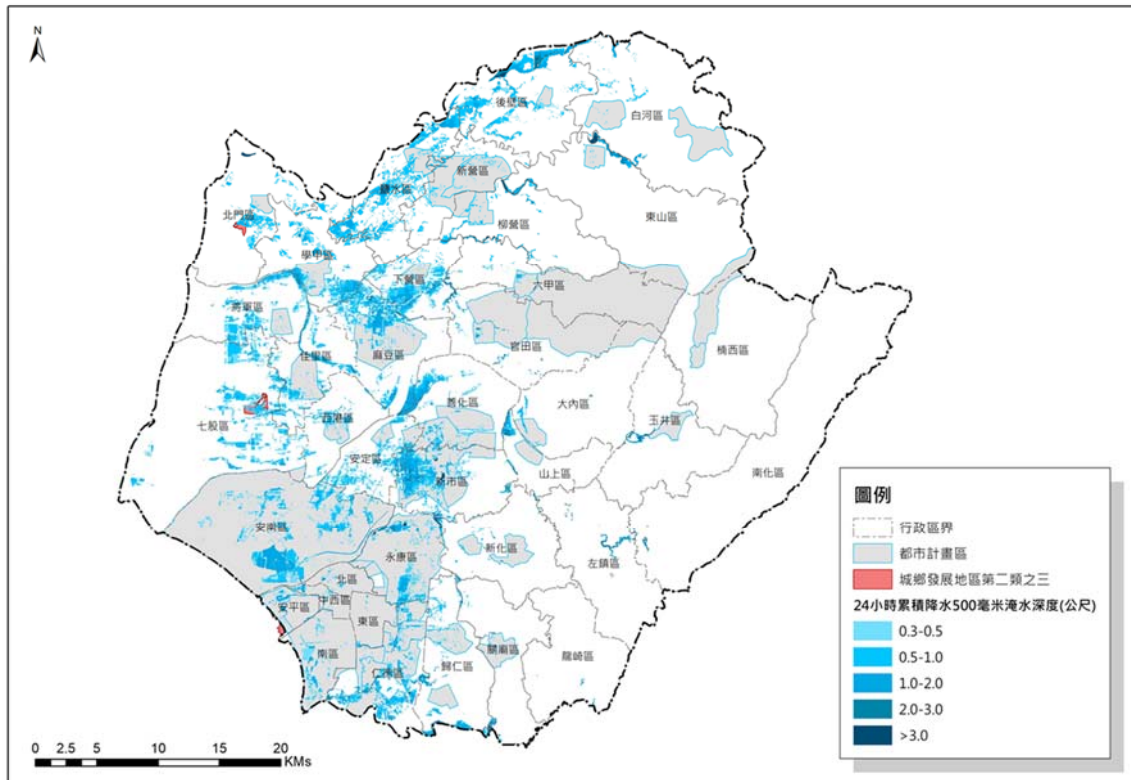 N
後壁區
白河區
新營區
鹽水區
北門區
東山區
柳營區
學甲區
下營區
六甲區
將軍區
官田區
楠西區
佳里區
麻豆區
大內區
善化區
玉井區
七股區
西港區
安定區
山上區
南化區
新市區
安南區
新化區
永康區
左鎮區
北區
安平區
中西區
東區
南區
仁德區
歸仁區
關廟區
龍崎區
圖例
行政區界
都市計畫區
城鄉發展地區第二類之三
24小時累積降水500毫米淹水深度(公尺)
0.3-0.5
0.5-1.0
1.0-2.0
2.0-3.0
>3.0
0 2.5 5 10 15 20
KMs